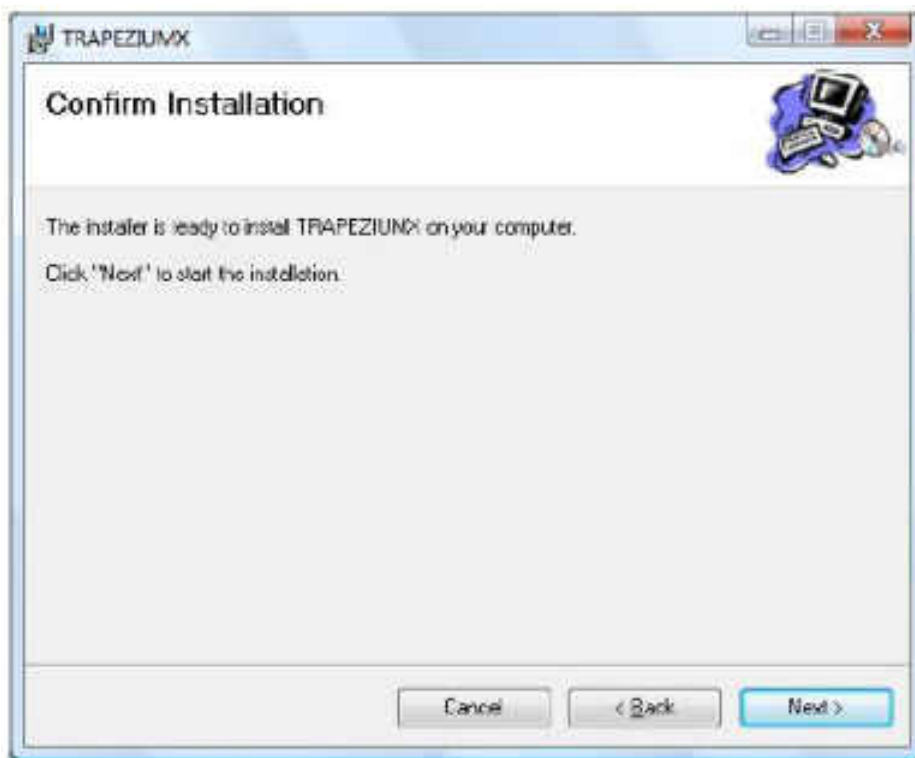 TRAPEZIUMX
Confirm Installation
The installer is ready to install TRAPEZIUMX on your computer.
Click "Next" to start the installation.
Cancel
< Back
Next >